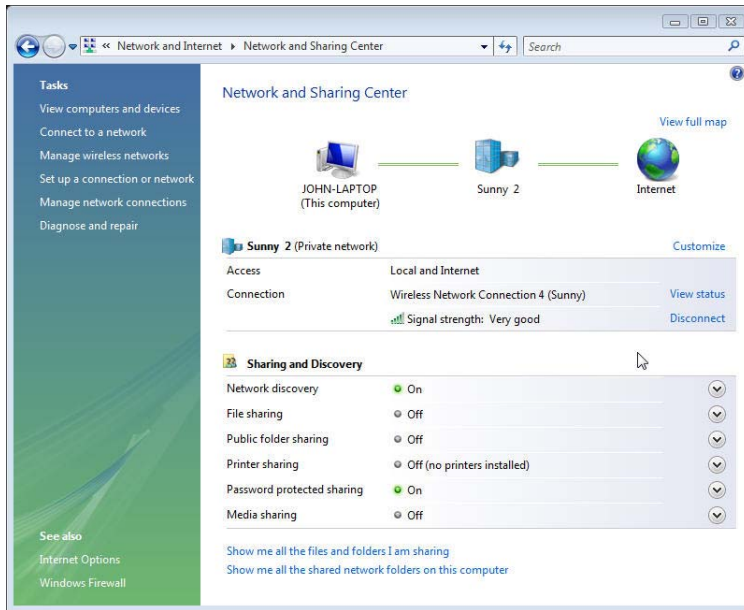 « Network and Internet ▸ Network and Sharing Center
Search
Tasks
View computers and devices
Connect to a network
Manage wireless networks
Set up a connection or network
Manage network connections
Diagnose and repair
See also
Internet Options
Windows Firewall
Network and Sharing Center
View full map
JOHN-LAPTOP
(This computer)
Sunny 2
Internet
Sunny 2 (Private network) Customize
Access Local and Internet
Connection Wireless Network Connection 4 (Sunny) View status
Signal strength: Very good Disconnect
Sharing and Discovery
Network discovery On
File sharing Off
Public folder sharing Off
Printer sharing Off (no printers installed)
Password protected sharing On
Media sharing Off
Show me all the files and folders I am sharing
Show me all the shared network folders on this computer